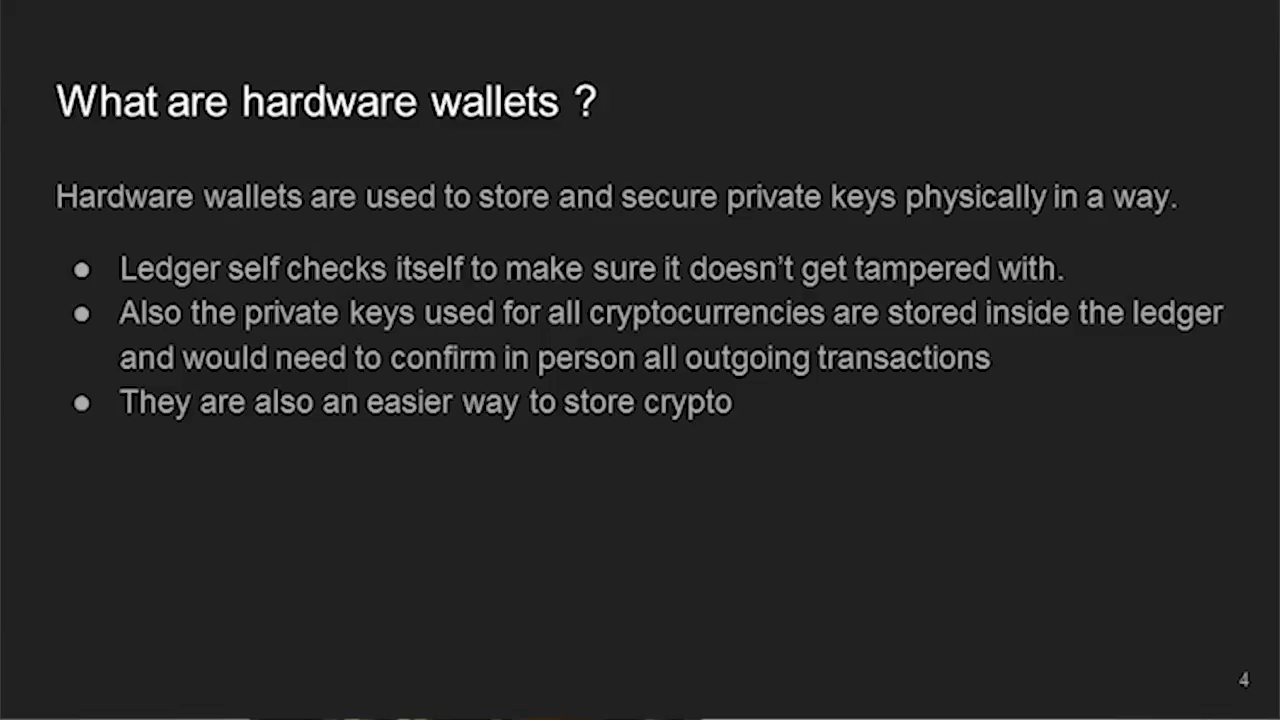 What are hardware wallets ?
Hardware wallets are used to store and secure private keys physically in a way.
● Ledger self checks itself to make sure it doesn't get tampered with.
● Also the private keys used for all cryptocurrencies are stored inside the ledger
and would need to confirm in person all outgoing transactions
● They are also an easier way to store crypto
4